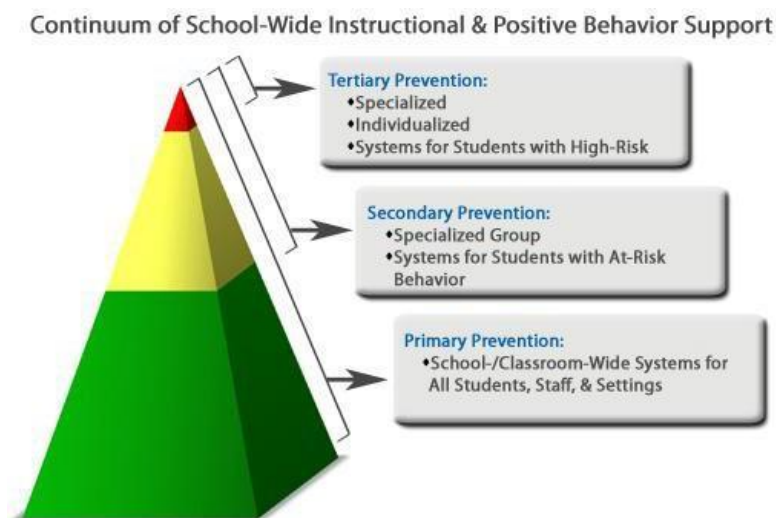 Continuum of School-Wide Instructional & Positive Behavior Support
Tertiary Prevention:
♦Specialized
♦Individualized
♦Systems for Students with High-Risk
Secondary Prevention:
♦Specialized Group
♦Systems for Students with At-Risk
Behavior
Primary Prevention:
♦School-/Classroom-Wide Systems for
All Students, Staff, & Settings